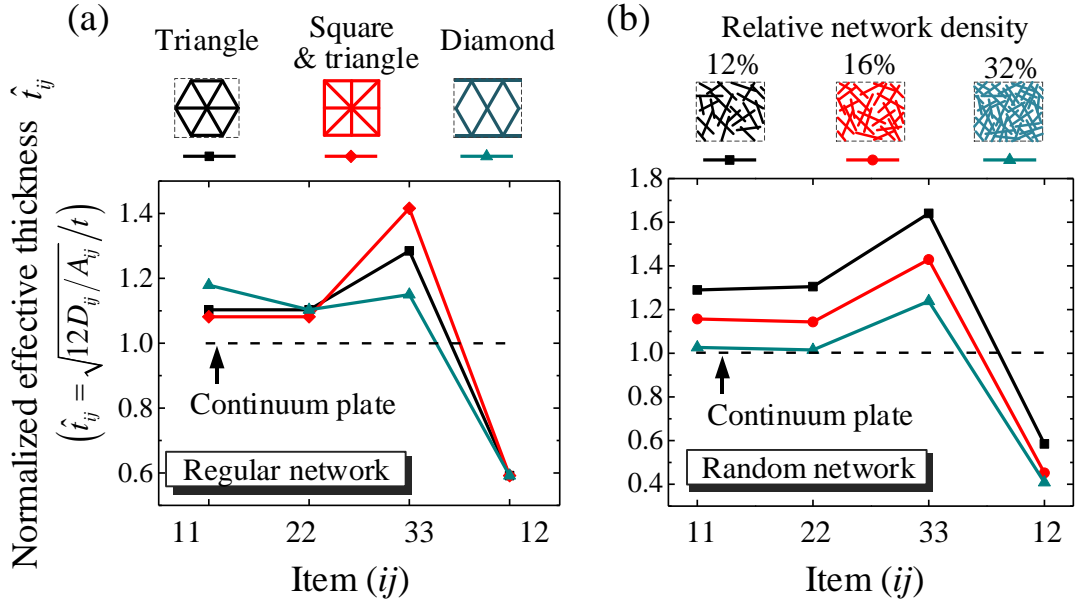 (a)
Triangle
Square
& triangle
Diamond
Normalized effective thickness t̂ij
(t̂ij = √12Dij/Aij /t)
1.4
1.2
1.0
0.8
0.6
Continuum plate
Regular network
11 22 33 12
Item (ij)
(b)
Relative network density
12% 16% 32%
1.8
1.6
1.4
1.2
1.0
0.8
0.6
0.4
Continuum plate
Random network
11 22 33 12
Item (ij)